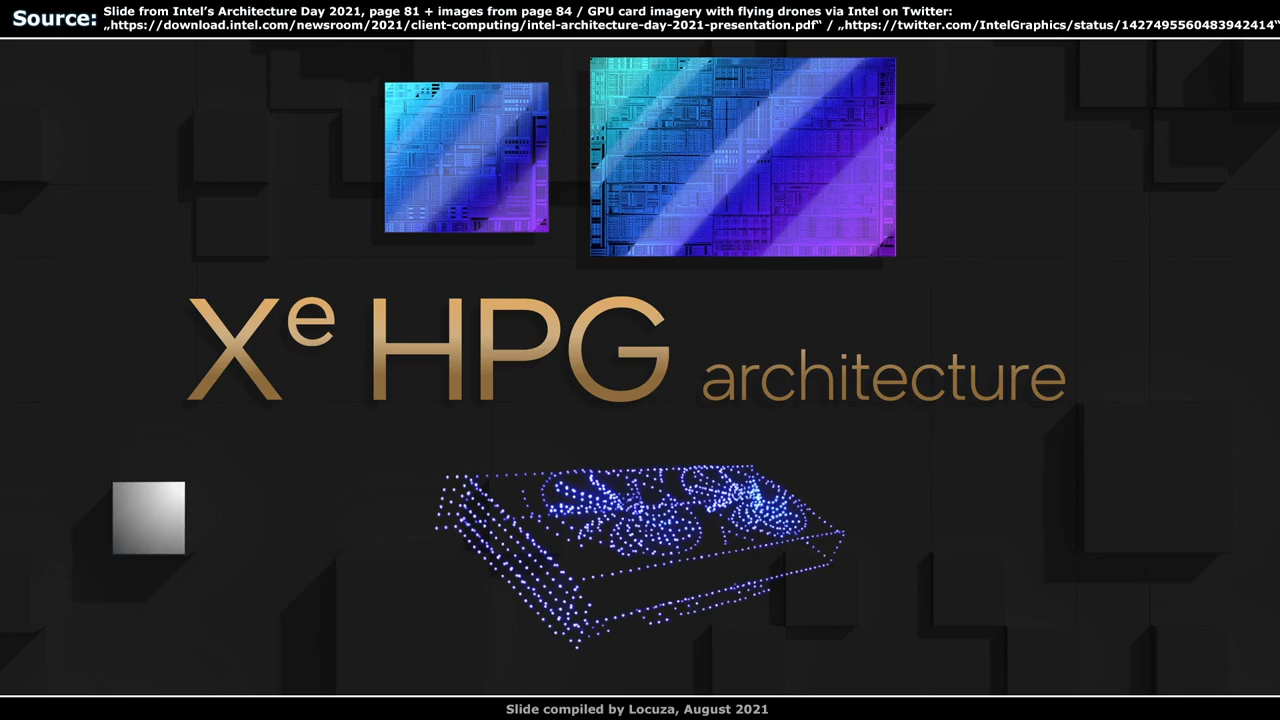 Source:
Slide from Intel’s Architecture Day 2021, page 81 + images from page 84 / GPU card imagery with flying drones via Intel on Twitter:
„https://download.intel.com/newsroom/2021/client-computing/intel-architecture-day-2021-presentation.pdf“ / „https://twitter.com/IntelGraphics/status/1427495560483942414“
Xe HPG architecture
Slide compiled by Locuza, August 2021